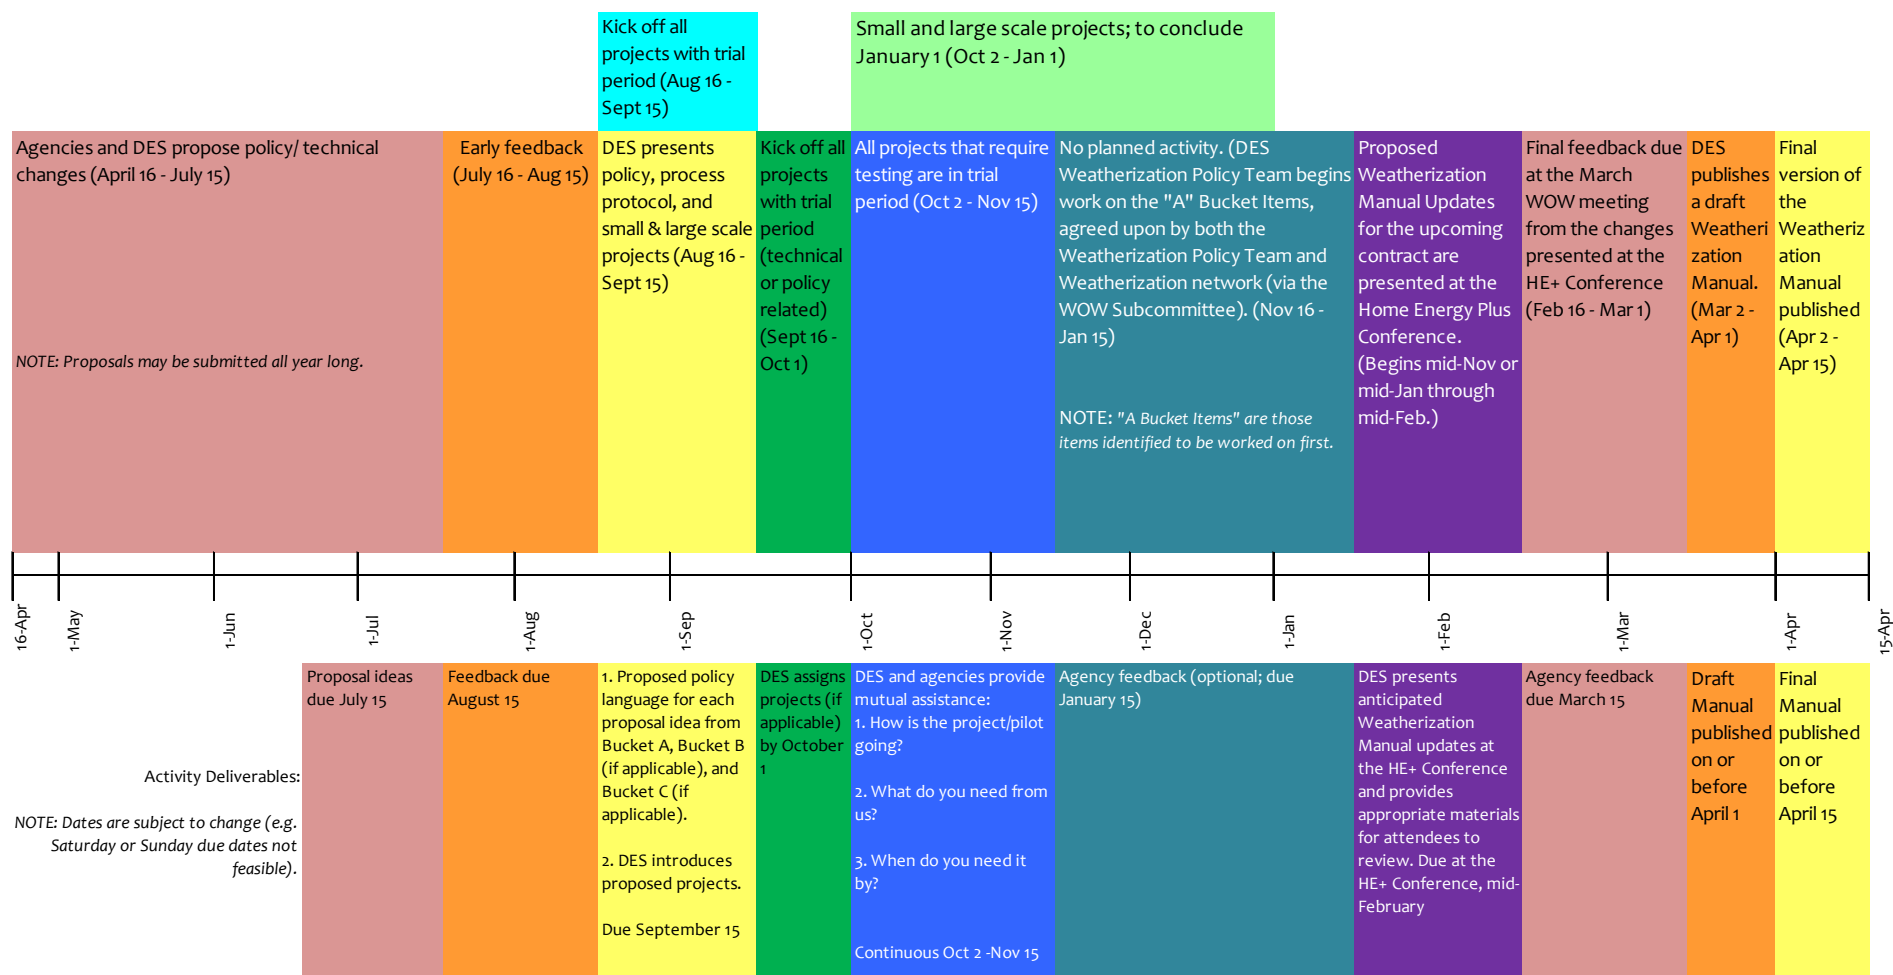 Kick off all
projects with trial
period (Aug 16 -
Sept 15)
Small and large scale projects; to conclude
January 1 (Oct 2 - Jan 1)
Agencies and DES propose policy/ technical
changes (April 16 - July 15)
NOTE: Proposals may be submitted all year long.
Early feedback
(July 16 - Aug 15)
DES presents
policy, process
protocol, and
small & large scale
projects (Aug 16 -
Sept 15)
Kick off all
projects
with trial
period
(technical
or policy
related)
(Sept 16 -
Oct 1)
All projects that require
testing are in trial
period (Oct 2 - Nov 15)
No planned activity. (DES
Weatherization Policy Team begins
work on the "A" Bucket Items,
agreed upon by both the
Weatherization Policy Team and
Weatherization network (via the
WOW Subcommittee). (Nov 16 -
Jan 15)
NOTE: "A Bucket Items" are those
items identified to be worked on first.
Proposed
Weatherization
Manual Updates
for the upcoming
contract are
presented at the
Home Energy Plus
Conference.
(Begins mid-Nov or
mid-Jan through
mid-Feb.)
Final feedback due
at the March
WOW meeting
from the changes
presented at the
HE+ Conference
(Feb 16 - Mar 1)
DES
publishes
a draft
Weatheri
zation
Manual.
(Mar 2 -
Apr 1)
Final
version of
the
Weatheriz
ation
Manual
published
(Apr 2 -
Apr 15)
16-Apr
1-May
1-Jun
1-Jul
1-Aug
1-Sep
1-Oct
1-Nov
1-Dec
1-Jan
1-Feb
1-Mar
1-Apr
15-Apr
Activity Deliverables:
NOTE: Dates are subject to change (e.g.
Saturday or Sunday due dates not
feasible).
Proposal ideas
due July 15
Feedback due
August 15
1. Proposed policy
language for each
proposal idea from
Bucket A, Bucket B
(if applicable), and
Bucket C (if
applicable).
2. DES introduces
proposed projects.
Due September 15
DES assigns
projects (if
applicable)
by October
1
DES and agencies provide
mutual assistance:
1. How is the project/pilot
going?
2. What do you need from
us?
3. When do you need it
by?
Continuous Oct 2 -Nov 15
Agency feedback (optional; due
January 15)
DES presents
anticipated
Weatherization
Manual updates at
the HE+ Conference
and provides
appropriate materials
for attendees to
review. Due at the
HE+ Conference, mid-
February
Agency feedback
due March 15
Draft
Manual
published
on or
before
April 1
Final
Manual
published
on or
before
April 15